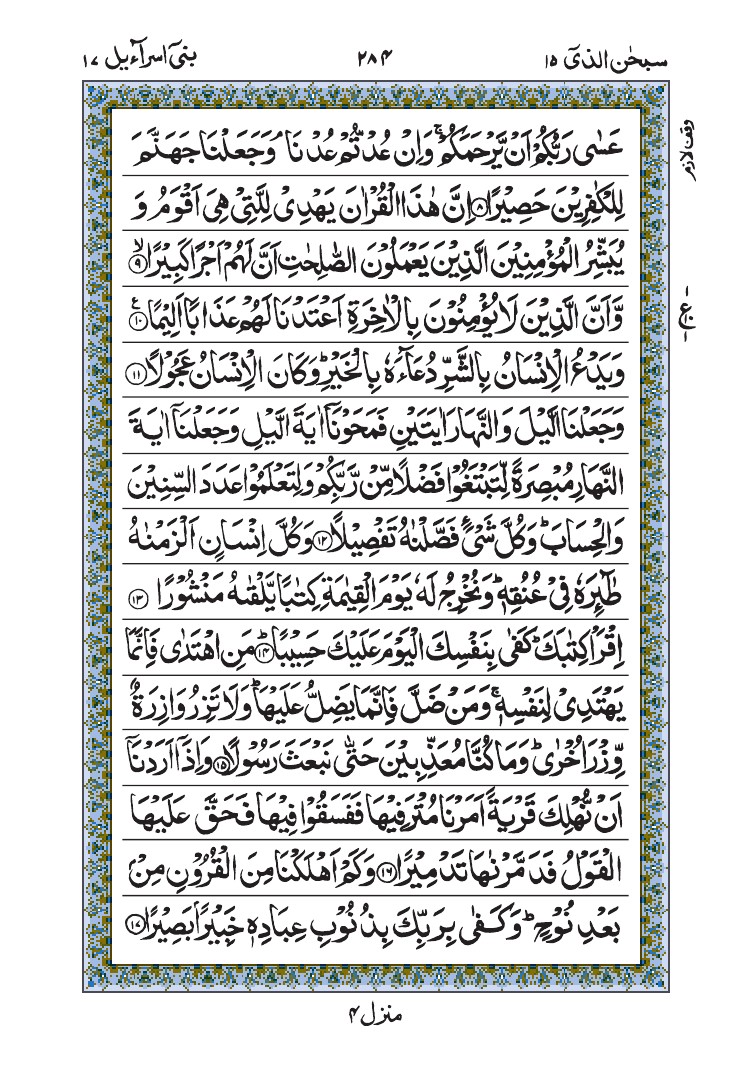 سبحٰن الذیٓ ۱۵
۲۸۴
بنیٓ اسرآءیل ۱۷
عَسٰی رَبُّكُمْ اَنْ یَّرْحَمَكُمْ ۚ وَاِنْ عُدْتُّمْ عُدْنَا ۘ وَجَعَلْنَا جَهَنَّمَ
وقف لازم
لِلْكٰفِرِیْنَ حَصِیْرًا ﴿۸﴾ اِنَّ هٰذَا الْقُرْاٰنَ یَهْدِیْ لِلَّتِیْ هِیَ اَقْوَمُ وَ
یُبَشِّرُ الْمُؤْمِنِیْنَ الَّذِیْنَ یَعْمَلُوْنَ الصّٰلِحٰتِ اَنَّ لَهُمْ اَجْرًا كَبِیْرًا ﴿ۙ۹﴾
وَّاَنَّ الَّذِیْنَ لَا یُؤْمِنُوْنَ بِالْاٰخِرَةِ اَعْتَدْنَا لَهُمْ عَذَابًا اَلِیْمًا ﴿۱۰﴾ ع
ع
وَیَدْعُ الْاِنْسَانُ بِالشَّرِّ دُعَآءَهٗ بِالْخَیْرِ ؕ وَكَانَ الْاِنْسَانُ عَجُوْلًا ﴿۱۱﴾
وَجَعَلْنَا الَّیْلَ وَالنَّهَارَ اٰیَتَیْنِ فَمَحَوْنَاۤ اٰیَةَ الَّیْلِ وَجَعَلْنَاۤ اٰیَةَ
النَّهَارِ مُبْصِرَةً لِّتَبْتَغُوْا فَضْلًا مِّنْ رَّبِّكُمْ وَلِتَعْلَمُوْا عَدَدَ السِّنِیْنَ
وَالْحِسَابَ ؕ وَكُلَّ شَیْءٍ فَصَّلْنٰهُ تَفْصِیْلًا ﴿۱۲﴾ وَكُلَّ اِنْسَانٍ اَلْزَمْنٰهُ
طٰٓئِرَهٗ فِیْ عُنُقِهٖ ؕ وَنُخْرِجُ لَهٗ یَوْمَ الْقِیٰمَةِ كِتٰبًا یَّلْقٰىهُ مَنْشُوْرًا ﴿۱۳﴾
اِقْرَاْ كِتٰبَكَ ؕ كَفٰی بِنَفْسِكَ الْیَوْمَ عَلَیْكَ حَسِیْبًا ﴿ؕ۱۴﴾ مَنِ اهْتَدٰی فَاِنَّمَا
یَهْتَدِیْ لِنَفْسِهٖ ۚ وَمَنْ ضَلَّ فَاِنَّمَا یَضِلُّ عَلَیْهَا ؕ وَلَا تَزِرُ وَازِرَةٌ
وِّزْرَ اُخْرٰی ؕ وَمَا كُنَّا مُعَذِّبِیْنَ حَتّٰی نَبْعَثَ رَسُوْلًا ﴿۱۵﴾ وَاِذَاۤ اَرَدْنَاۤ
اَنْ نُّهْلِكَ قَرْیَةً اَمَرْنَا مُتْرَفِیْهَا فَفَسَقُوْا فِیْهَا فَحَقَّ عَلَیْهَا
الْقَوْلُ فَدَمَّرْنٰهَا تَدْمِیْرًا ﴿۱۶﴾ وَكَمْ اَهْلَكْنَا مِنَ الْقُرُوْنِ مِنْۢ
بَعْدِ نُوْحٍ ؕ وَكَفٰی بِرَبِّكَ بِذُنُوْبِ عِبَادِهٖ خَبِیْرًۢا بَصِیْرًا ﴿۱۷﴾
منزل ۴